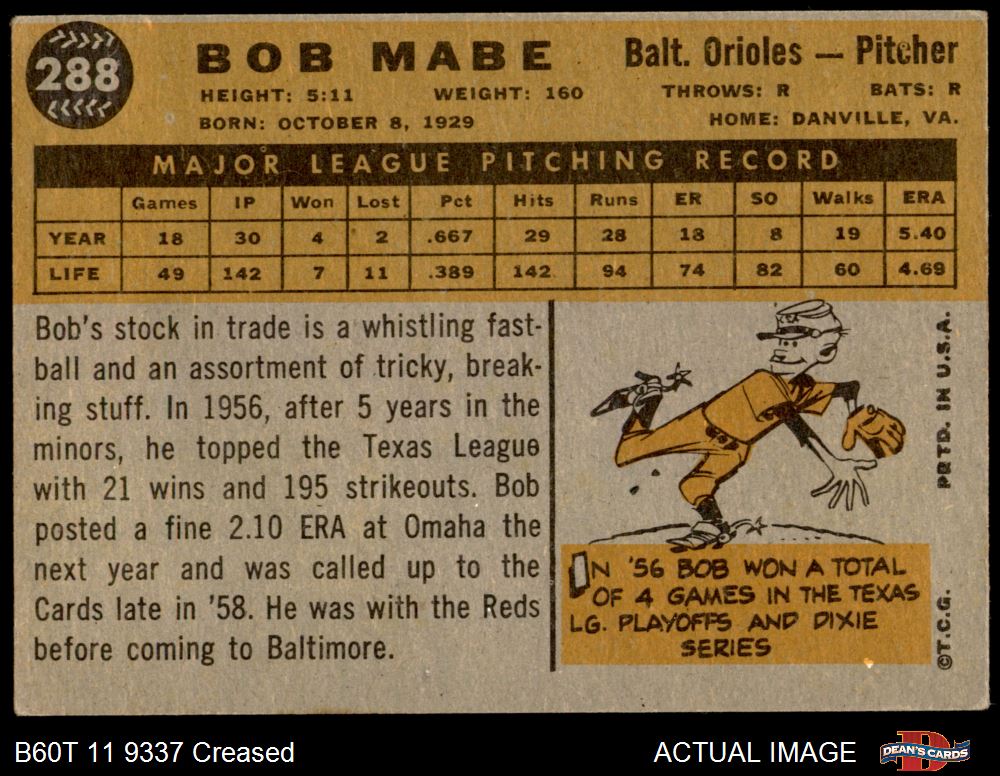 288
BOB MABE
Balt. Orioles — Pitcher
HEIGHT: 5:11 WEIGHT: 160 THROWS: R BATS: R
BORN: OCTOBER 8, 1929 HOME: DANVILLE, VA.
MAJOR LEAGUE PITCHING RECORD
Games IP Won Lost Pct Hits Runs ER SO Walks ERA
YEAR 18 30 4 2 .667 29 28 18 8 19 5.40
LIFE 49 142 7 11 .389 142 94 74 82 60 4.69
Bob's stock in trade is a whistling fast-
ball and an assortment of tricky, break-
ing stuff. In 1956, after 5 years in the
minors, he topped the Texas League
with 21 wins and 195 strikeouts. Bob
posted a fine 2.10 ERA at Omaha the
next year and was called up to the
Cards late in '58. He was with the Reds
before coming to Baltimore.
IN '56 BOB WON A TOTAL
OF 4 GAMES IN THE TEXAS
LG. PLAYOFFS AND DIXIE
SERIES
PRTD. IN U.S.A.
©T.C.G.
B60T 11 9337 Creased
ACTUAL IMAGE
DEAN'S CARDS